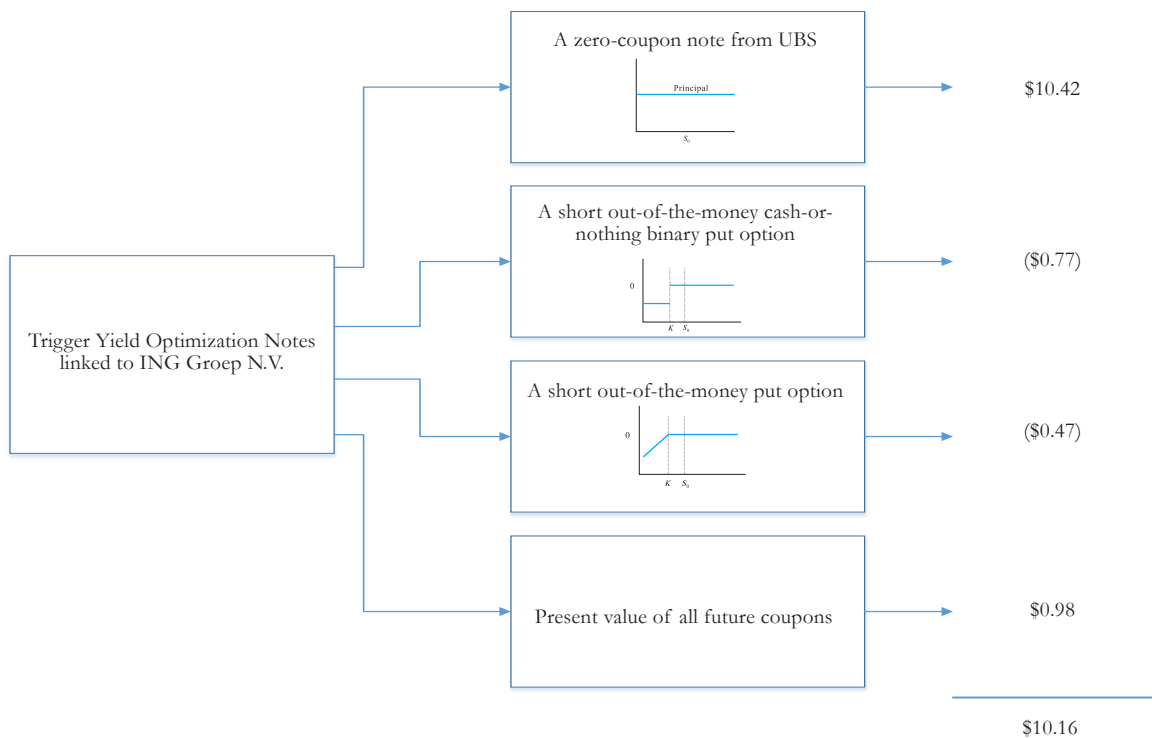 A zero-coupon note from UBS
Principal
S0
$10.42
A short out-of-the-money cash-or-
nothing binary put option
0
K S0
($0.77)
Trigger Yield Optimization Notes
linked to ING Groep N.V.
A short out-of-the-money put option
0
K S0
($0.47)
Present value of all future coupons
$0.98
$10.16